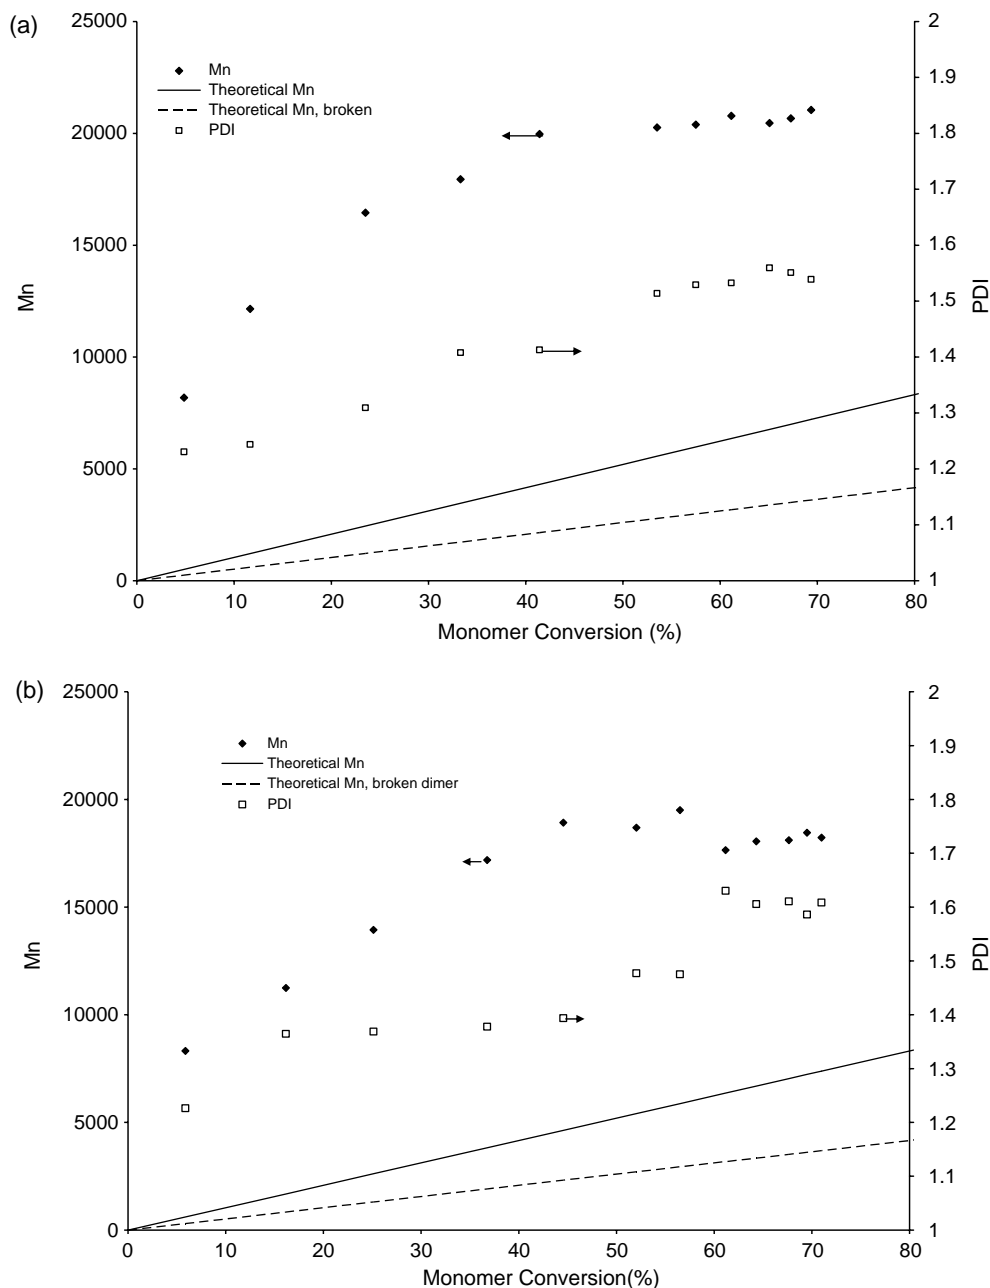 (a)
25000
20000
15000
10000
5000
0
Mn
Mn
Theoretical Mn
Theoretical Mn, broken
PDI
2
1.9
1.8
1.7
1.6
1.5
1.4
1.3
1.2
1.1
1
PDI
0 10 20 30 40 50 60 70 80
Monomer Conversion (%)
(b)
25000
20000
15000
10000
5000
0
Mn
Mn
Theoretical Mn
Theoretical Mn, broken dimer
PDI
2
1.9
1.8
1.7
1.6
1.5
1.4
1.3
1.2
1.1
1
PDI
0 10 20 30 40 50 60 70 80
Monomer Conversion(%)